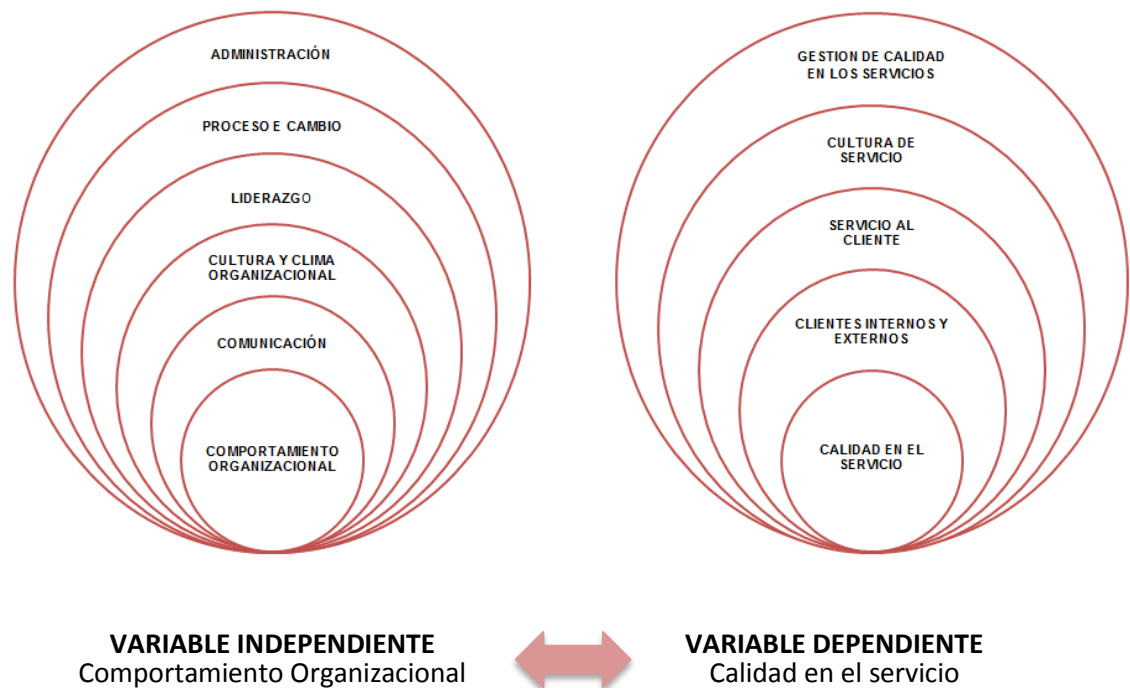 ADMINISTRACIÓN
PROCESO E CAMBIO
LIDERAZGO
CULTURA Y CLIMA
ORGANIZACIONAL
COMUNICACIÓN
COMPORTAMIENTO
ORGANIZACIONAL
GESTION DE CALIDAD
EN LOS SERVICIOS
CULTURA DE
SERVICIO
SERVICIO AL
CLIENTE
CLIENTES INTERNOS Y
EXTERNOS
CALIDAD EN EL
SERVICIO
VARIABLE INDEPENDIENTE
Comportamiento Organizacional
VARIABLE DEPENDIENTE
Calidad en el servicio